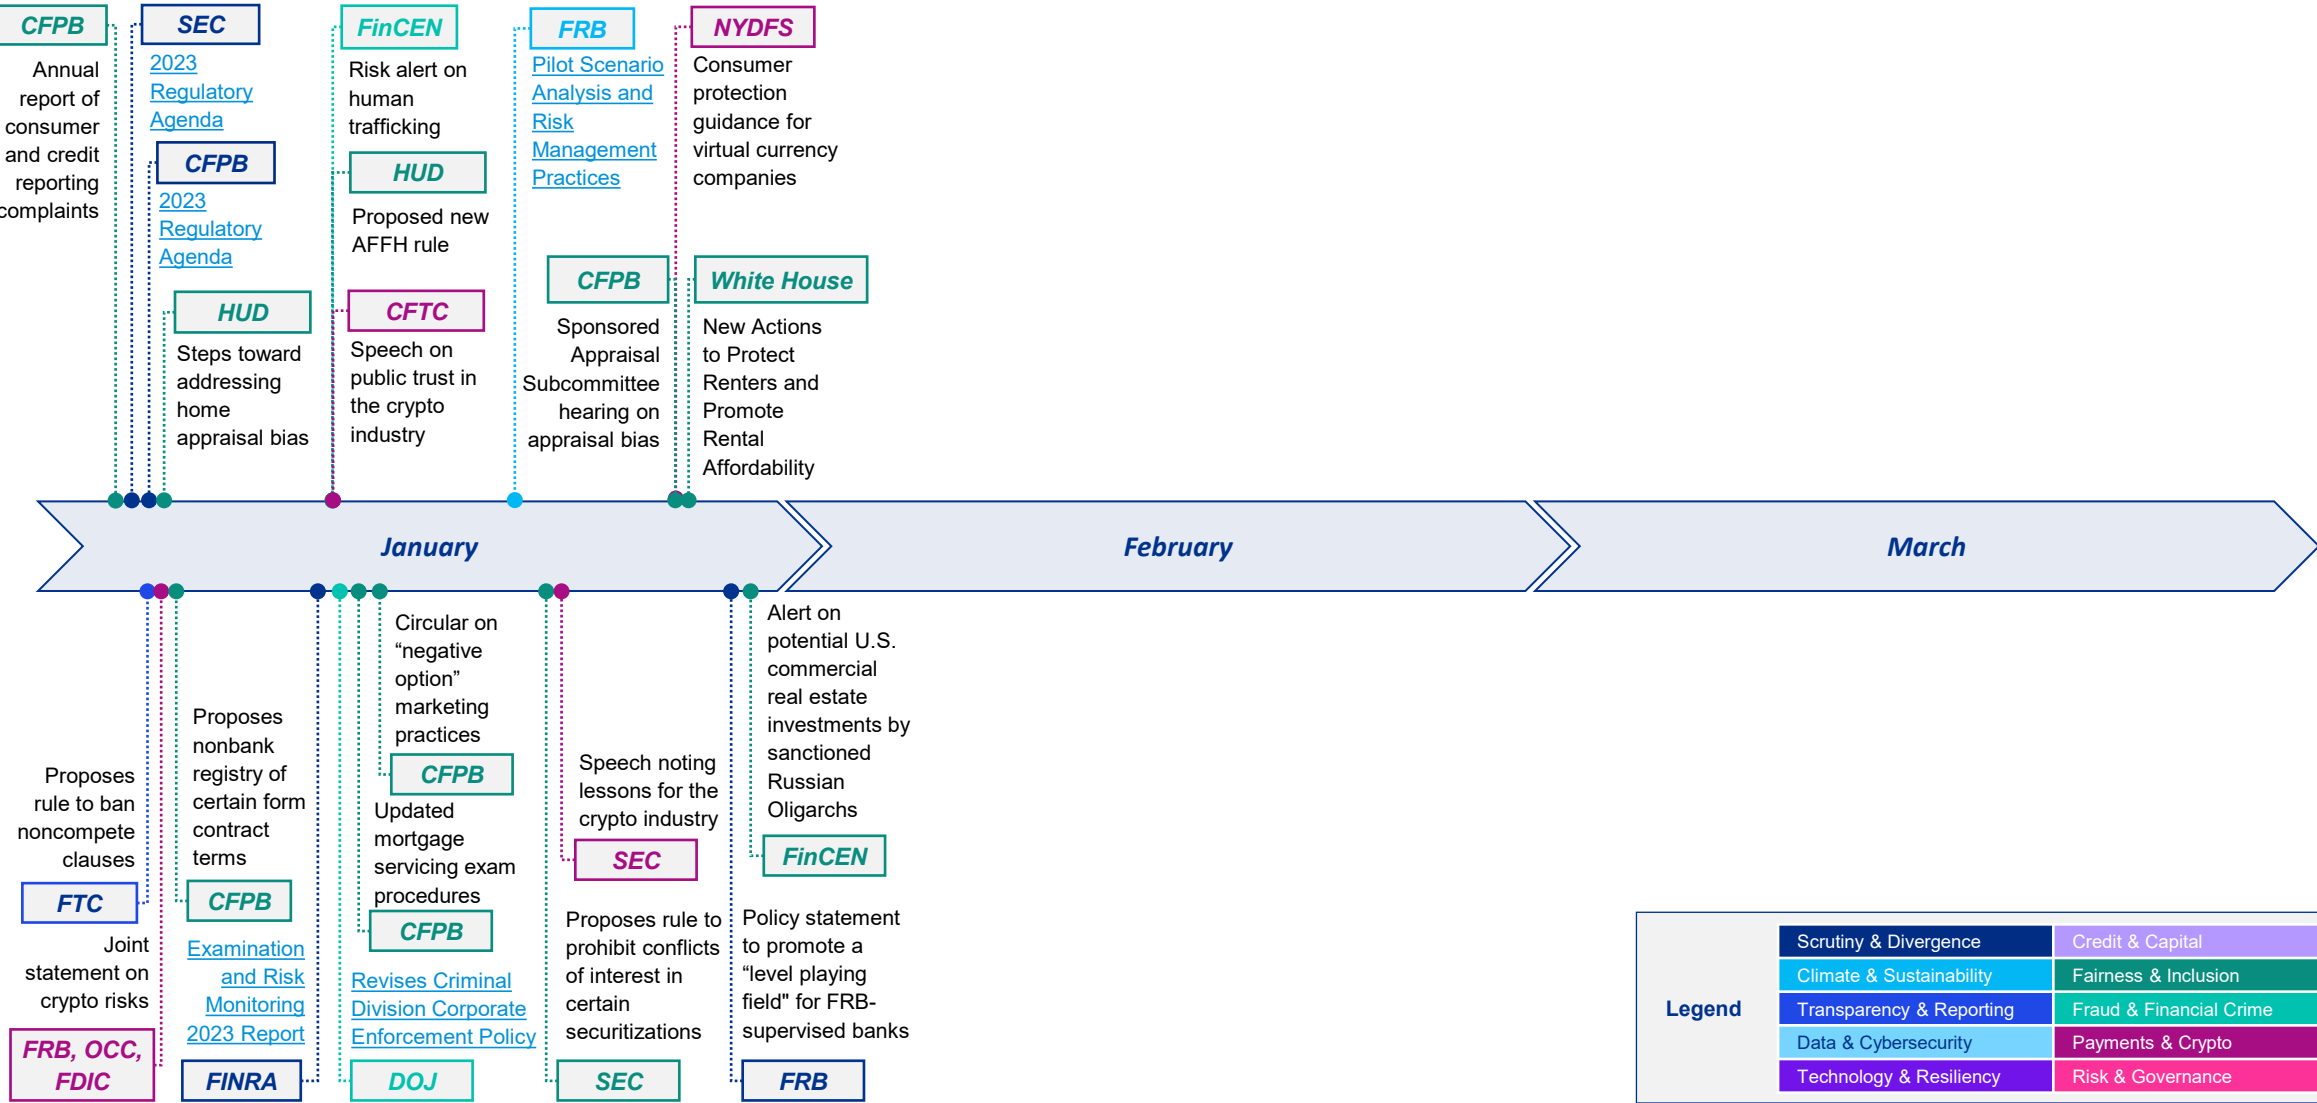 CFPB
Annual
report of
consumer
and credit
reporting
complaints
SEC
2023
Regulatory
Agenda
CFPB
2023
Regulatory
Agenda
HUD
Steps toward
addressing
home
appraisal bias
FinCEN
Risk alert on
human
trafficking
HUD
Proposed new
AFFH rule
CFTC
Speech on
public trust in
the crypto
industry
FRB
Pilot Scenario
Analysis and
Risk
Management
Practices
CFPB
Sponsored
Appraisal
Subcommittee
hearing on
appraisal bias
NYDFS
Consumer
protection
guidance for
virtual currency
companies
White House
New Actions
to Protect
Renters and
Promote
Rental
Affordability
January
February
March
Proposes
rule to ban
noncompete
clauses
FTC
Joint
statement on
crypto risks
FRB, OCC,
FDIC
Proposes
nonbank
registry of
certain form
contract
terms
CFPB
Examination
and Risk
Monitoring
2023 Report
FINRA
Circular on
“negative
option”
marketing
practices
CFPB
Updated
mortgage
servicing exam
procedures
CFPB
Revises Criminal
Division Corporate
Enforcement Policy
DOJ
Speech noting
lessons for the
crypto industry
SEC
Proposes rule to
prohibit conflicts
of interest in
certain
securitizations
SEC
Alert on
potential U.S.
commercial
real estate
investments by
sanctioned
Russian
Oligarchs
FinCEN
Policy statement
to promote a
“level playing
field" for FRB-
supervised banks
FRB
Legend
Scrutiny & Divergence
Credit & Capital
Climate & Sustainability
Fairness & Inclusion
Transparency & Reporting
Fraud & Financial Crime
Data & Cybersecurity
Payments & Crypto
Technology & Resiliency
Risk & Governance